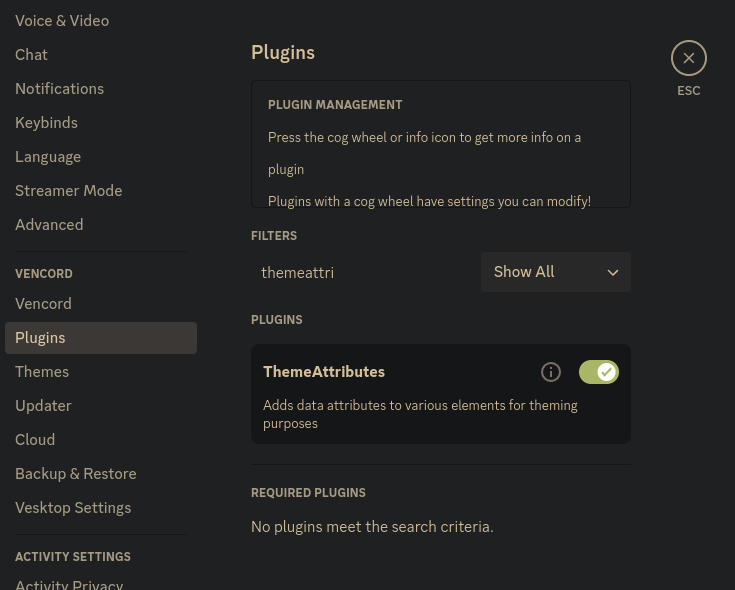 Voice & Video
Chat
Notifications
Keybinds
Language
Streamer Mode
Advanced
VENCORD
Vencord
Plugins
Themes
Updater
Cloud
Backup & Restore
Vesktop Settings
ACTIVITY SETTINGS
Activity Privacy
Plugins
ESC
PLUGIN MANAGEMENT
Press the cog wheel or info icon to get more info on a
plugin
Plugins with a cog wheel have settings you can modify!
FILTERS
themeattri
Show All
PLUGINS
ThemeAttributes
Adds data attributes to various elements for theming
purposes
REQUIRED PLUGINS
No plugins meet the search criteria.